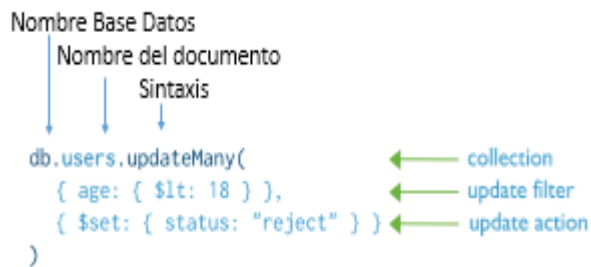 Nombre Base Datos
Nombre del documento
Sintaxis
db.users.updateMany( collection
{ age: { $lt: 18 } }, update filter
{ $set: { status: "reject" } } update action
)